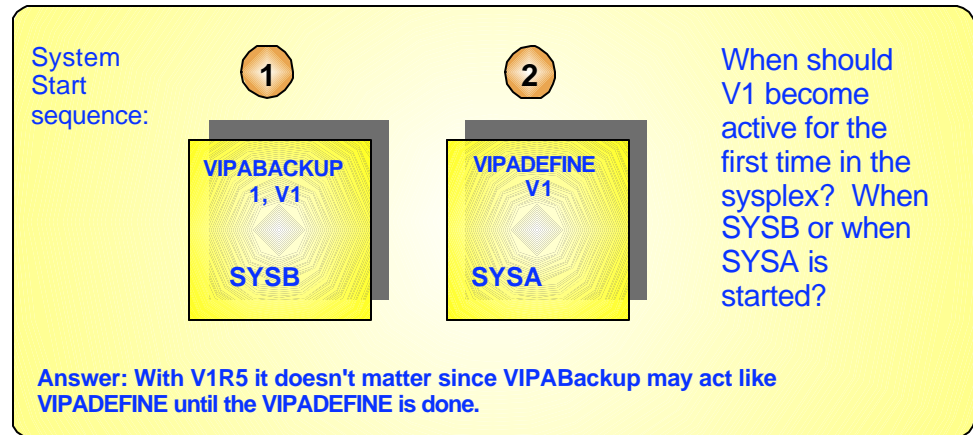 System
Start
sequence:
1
2
VIPABACKUP
1, V1
SYSB
VIPADEFINE
V1
SYSA
When should
V1 become
active for the
first time in the
sysplex? When
SYSB or when
SYSA is
started?
Answer: With V1R5 it doesn't matter since VIPABackup may act like
VIPADEFINE until the VIPADEFINE is done.